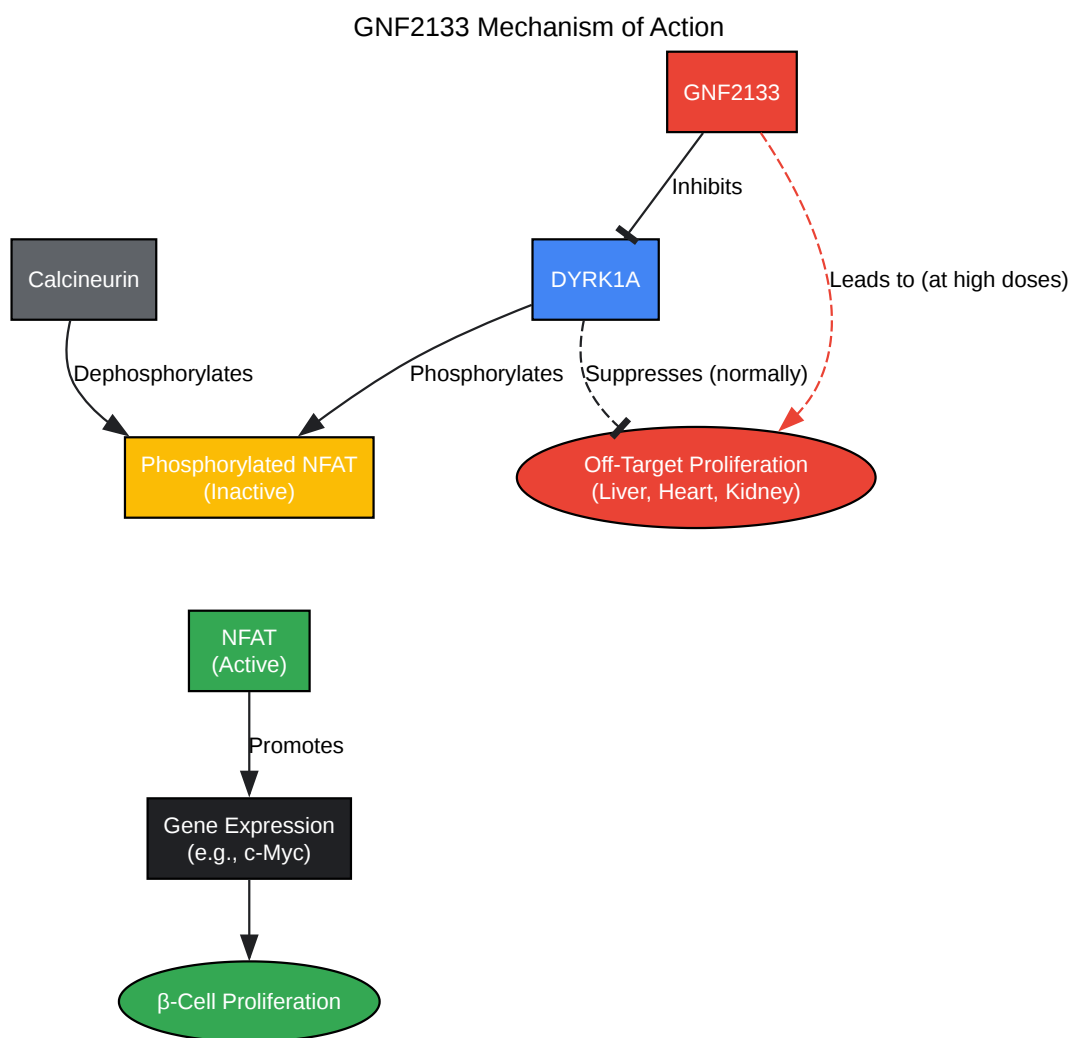 GNF2133 Mechanism of Action
GNF2133
Inhibits
Calcineurin
DYRK1A
Leads to (at high doses)
Dephosphorylates
Phosphorylates
Suppresses (normally)
Phosphorylated NFAT
(Inactive)
Off-Target Proliferation
(Liver, Heart, Kidney)
NFAT
(Active)
Promotes
Gene Expression
(e.g., c-Myc)
β-Cell Proliferation